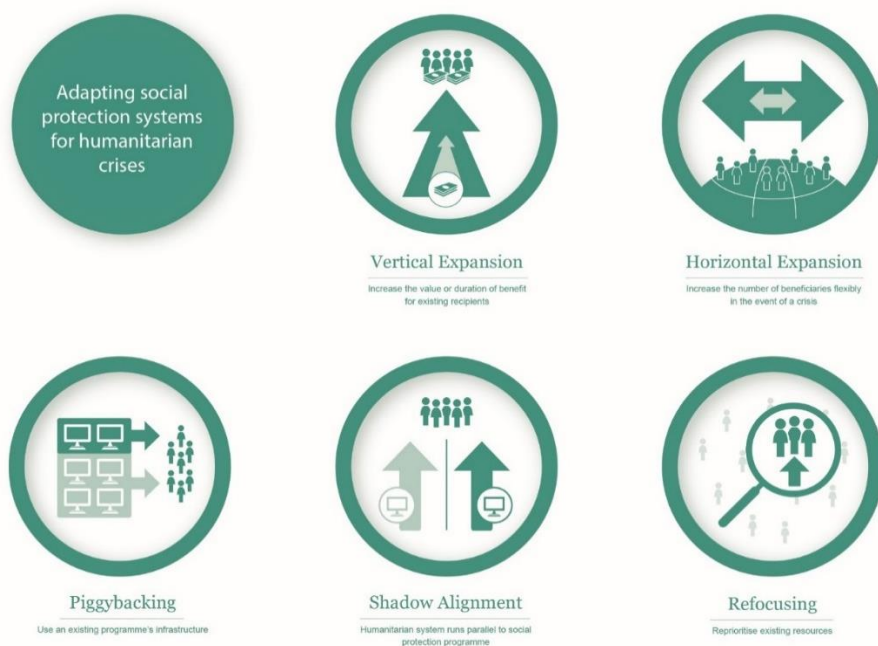 Adapting social
protection systems
for humanitarian
crises
Vertical Expansion
Increase the value or duration of benefit
for existing recipients
Horizontal Expansion
Increase the number of beneficiaries flexibly
in the event of a crisis
Piggybacking
Use an existing programme's infrastructure
Shadow Alignment
Humanitarian system runs parallel to social
protection programme
Refocusing
Reprioritise existing resources